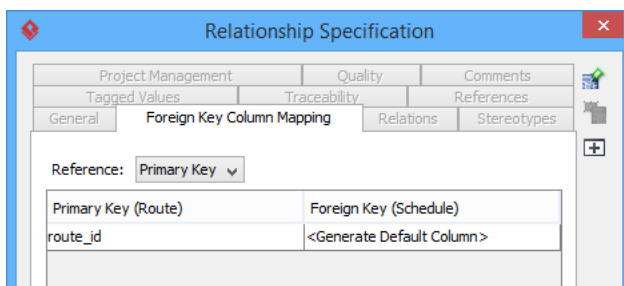 Relationship Specification
Project Management Quality Comments
Tagged Values Traceability References
General Foreign Key Column Mapping Relations Stereotypes
Reference: Primary Key
Primary Key (Route) Foreign Key (Schedule)
route_id <Generate Default Column>